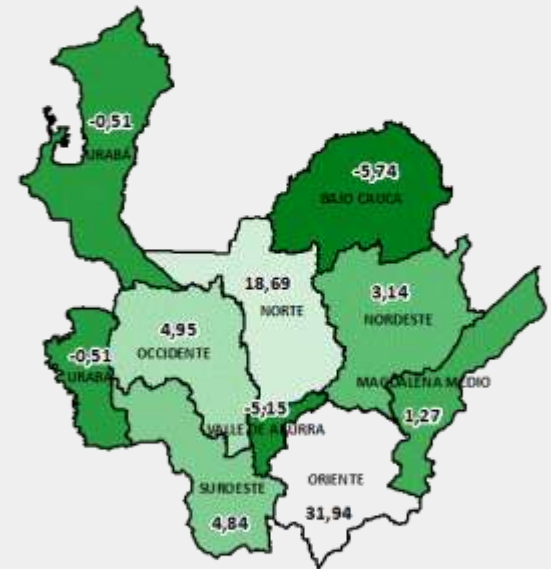 -0,51
URABÁ
-5,74
BAJO CAUCA
18,69
NORTE
3,14
NORDESTE
4,95
OCCIDENTE
-0,51
URABÁ
MAGDALENA MEDIO
1,27
-5,15
VALLE DE ABURRA
SUROESTE
4,84
ORIENTE
31,94